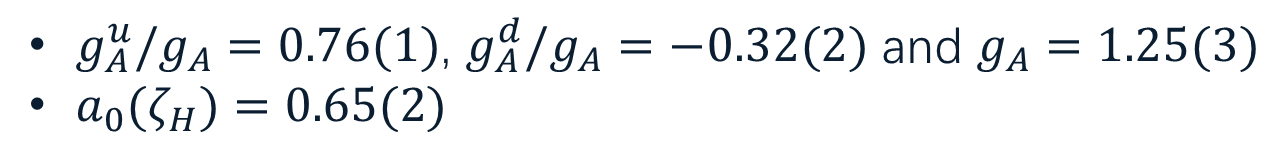 • g_A^u/g_A = 0.76(1), g_A^d/g_A = −0.32(2) and g_A = 1.25(3)
• a_0(ζ_H) = 0.65(2)